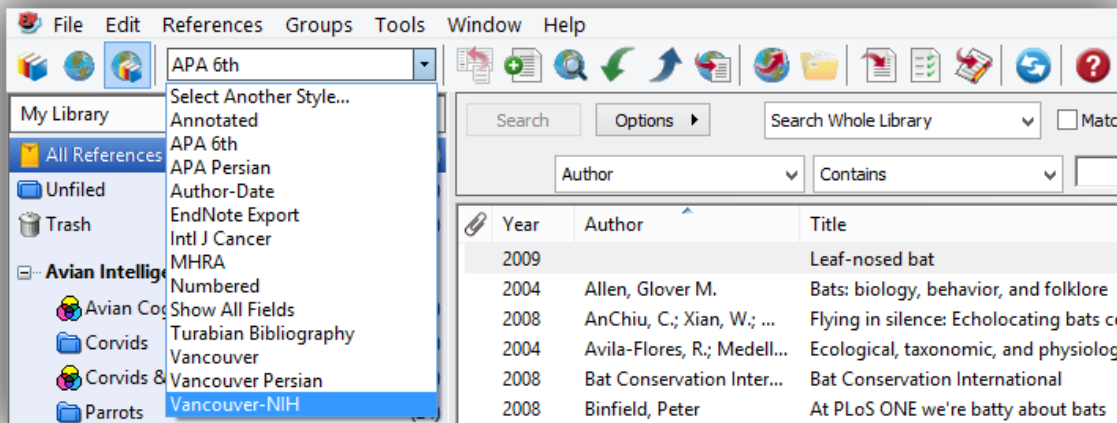 File Edit References Groups Tools Window Help
APA 6th
Select Another Style...
Annotated
APA 6th
APA Persian
Author-Date
EndNote Export
Intl J Cancer
MHRA
Numbered
Show All Fields
Turabian Bibliography
Vancouver
Vancouver Persian
Vancouver-NIH
My Library
All References
Unfiled
Trash
Avian Intellige
Avian Cog
Corvids
Corvids &
Parrots
Search Options Search Whole Library Matc
Author Contains
Year Author Title
2009 Leaf-nosed bat
2004 Allen, Glover M. Bats: biology, behavior, and folklore
2008 AnChiu, C.; Xian, W.; ... Flying in silence: Echolocating bats c
2004 Avila-Flores, R.; Medell... Ecological, taxonomic, and physiolog
2008 Bat Conservation Inter... Bat Conservation International
2008 Binfield, Peter At PLoS ONE we're batty about bats